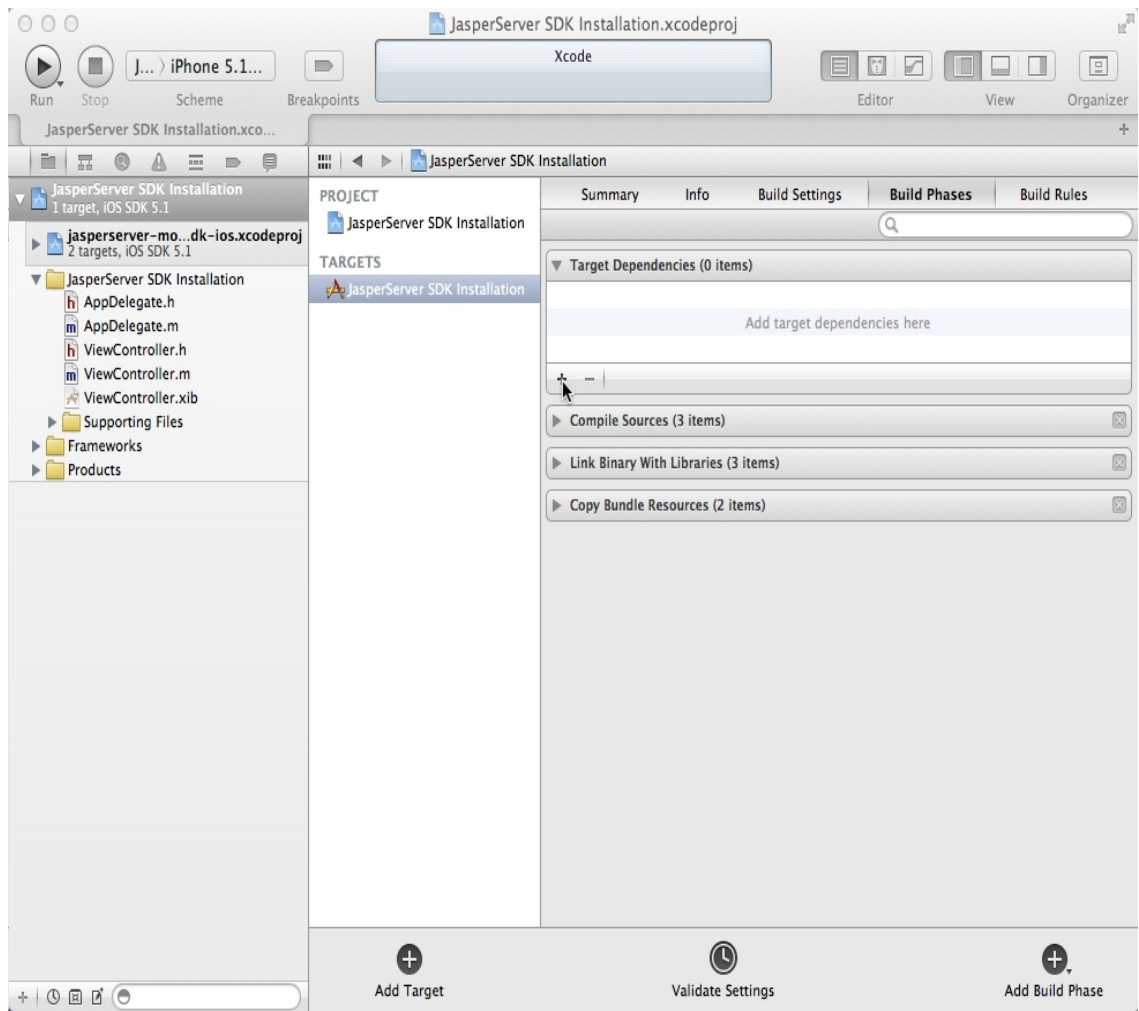 JasperServer SDK Installation.xcodeproj
J... › iPhone 5.1...
Xcode
Run Stop Scheme Breakpoints Editor View Organizer
JasperServer SDK Installation.xco...
JasperServer SDK Installation
1 target, iOS SDK 5.1
jasperserver-mo...dk-ios.xcodeproj
2 targets, iOS SDK 5.1
JasperServer SDK Installation
h AppDelegate.h
m AppDelegate.m
h ViewController.h
m ViewController.m
ViewController.xib
Supporting Files
Frameworks
Products
JasperServer SDK Installation
PROJECT
JasperServer SDK Installation
TARGETS
JasperServer SDK Installation
Summary Info Build Settings Build Phases Build Rules
Target Dependencies (0 items)
Add target dependencies here
Compile Sources (3 items)
Link Binary With Libraries (3 items)
Copy Bundle Resources (2 items)
Add Target Validate Settings Add Build Phase